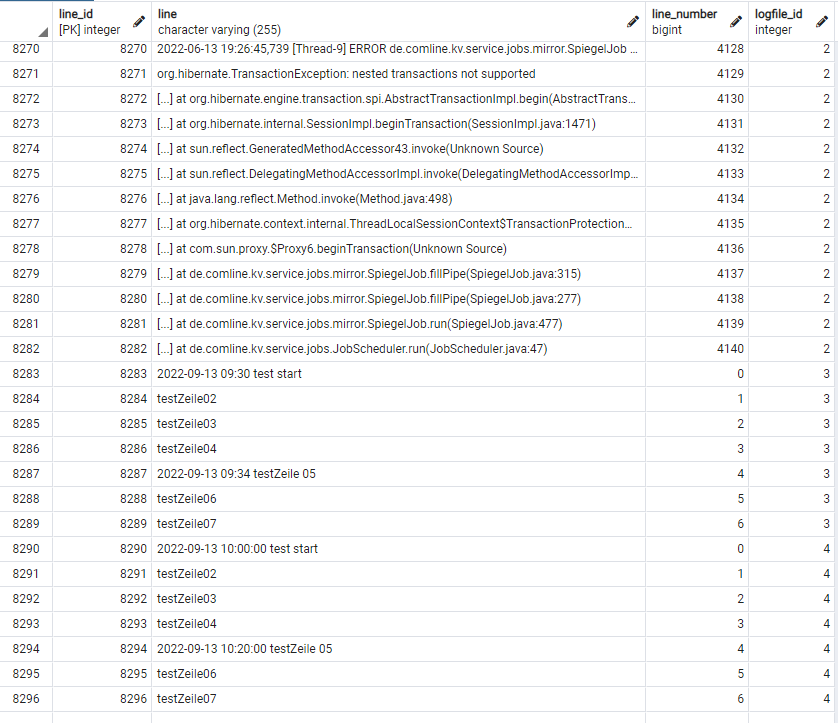 line_id line line_number logfile_id
[PK] integer character varying (255) bigint integer
8270 8270 2022-06-13 19:26:45,739 [Thread-9] ERROR de.comline.kv.service.jobs.mirror.SpiegelJob ... 4128 2
8271 8271 org.hibernate.TransactionException: nested transactions not supported 4129 2
8272 8272 [...] at org.hibernate.engine.transaction.spi.AbstractTransactionImpl.begin(AbstractTrans... 4130 2
8273 8273 [...] at org.hibernate.internal.SessionImpl.beginTransaction(SessionImpl.java:1471) 4131 2
8274 8274 [...] at sun.reflect.GeneratedMethodAccessor43.invoke(Unknown Source) 4132 2
8275 8275 [...] at sun.reflect.DelegatingMethodAccessorImpl.invoke(DelegatingMethodAccessorImp... 4133 2
8276 8276 [...] at java.lang.reflect.Method.invoke(Method.java:498) 4134 2
8277 8277 [...] at org.hibernate.context.internal.ThreadLocalSessionContext$TransactionProtection... 4135 2
8278 8278 [...] at com.sun.proxy.$Proxy6.beginTransaction(Unknown Source) 4136 2
8279 8279 [...] at de.comline.kv.service.jobs.mirror.SpiegelJob.fillPipe(SpiegelJob.java:315) 4137 2
8280 8280 [...] at de.comline.kv.service.jobs.mirror.SpiegelJob.fillPipe(SpiegelJob.java:277) 4138 2
8281 8281 [...] at de.comline.kv.service.jobs.mirror.SpiegelJob.run(SpiegelJob.java:477) 4139 2
8282 8282 [...] at de.comline.kv.service.jobs.JobScheduler.run(JobScheduler.java:47) 4140 2
8283 8283 2022-09-13 09:30 test start 0 3
8284 8284 testZeile02 1 3
8285 8285 testZeile03 2 3
8286 8286 testZeile04 3 3
8287 8287 2022-09-13 09:34 testZeile 05 4 3
8288 8288 testZeile06 5 3
8289 8289 testZeile07 6 3
8290 8290 2022-09-13 10:00:00 test start 0 4
8291 8291 testZeile02 1 4
8292 8292 testZeile03 2 4
8293 8293 testZeile04 3 4
8294 8294 2022-09-13 10:20:00 testZeile 05 4 4
8295 8295 testZeile06 5 4
8296 8296 testZeile07 6 4